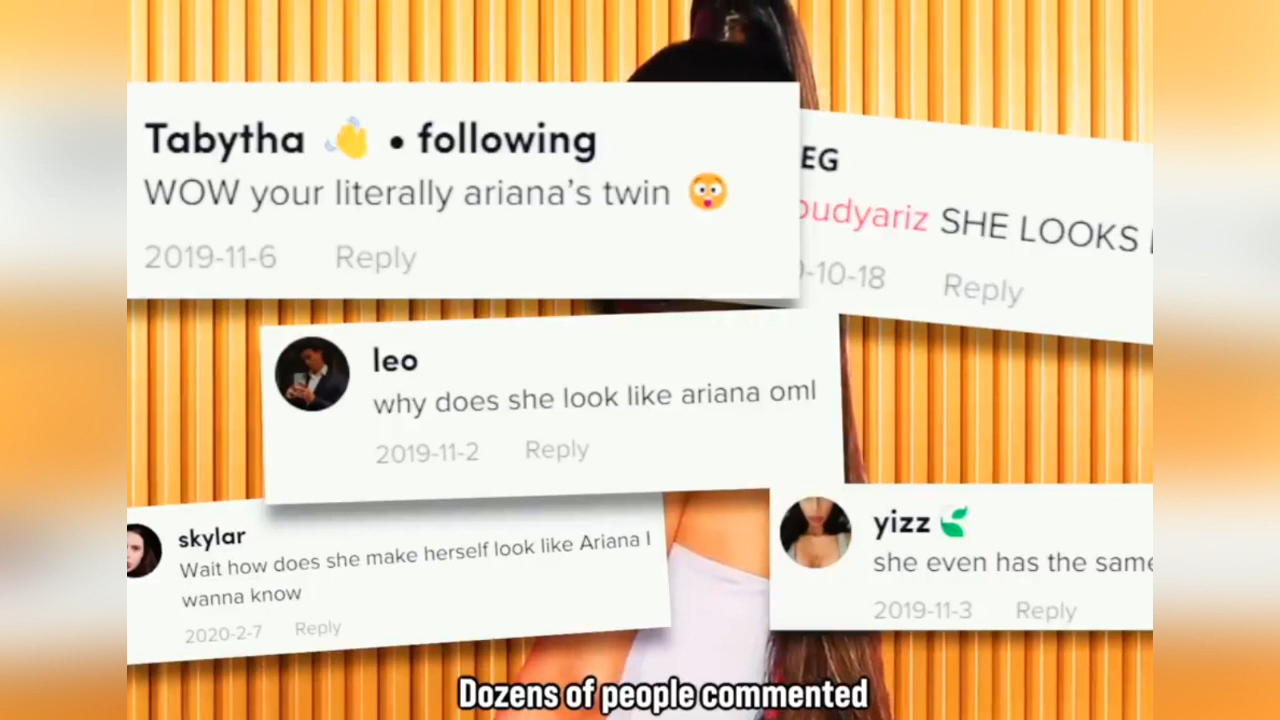 Tabytha 👋 • following
WOW your literally ariana's twin 😳
2019-11-6 Reply
EG
oudyariz SHE LOOKS
-10-18 Reply
leo
why does she look like ariana oml
2019-11-2 Reply
skylar
Wait how does she make herself look like Ariana I
wanna know
2020-2-7 Reply
yizz 🌿
she even has the same
2019-11-3 Reply
Dozens of people commented